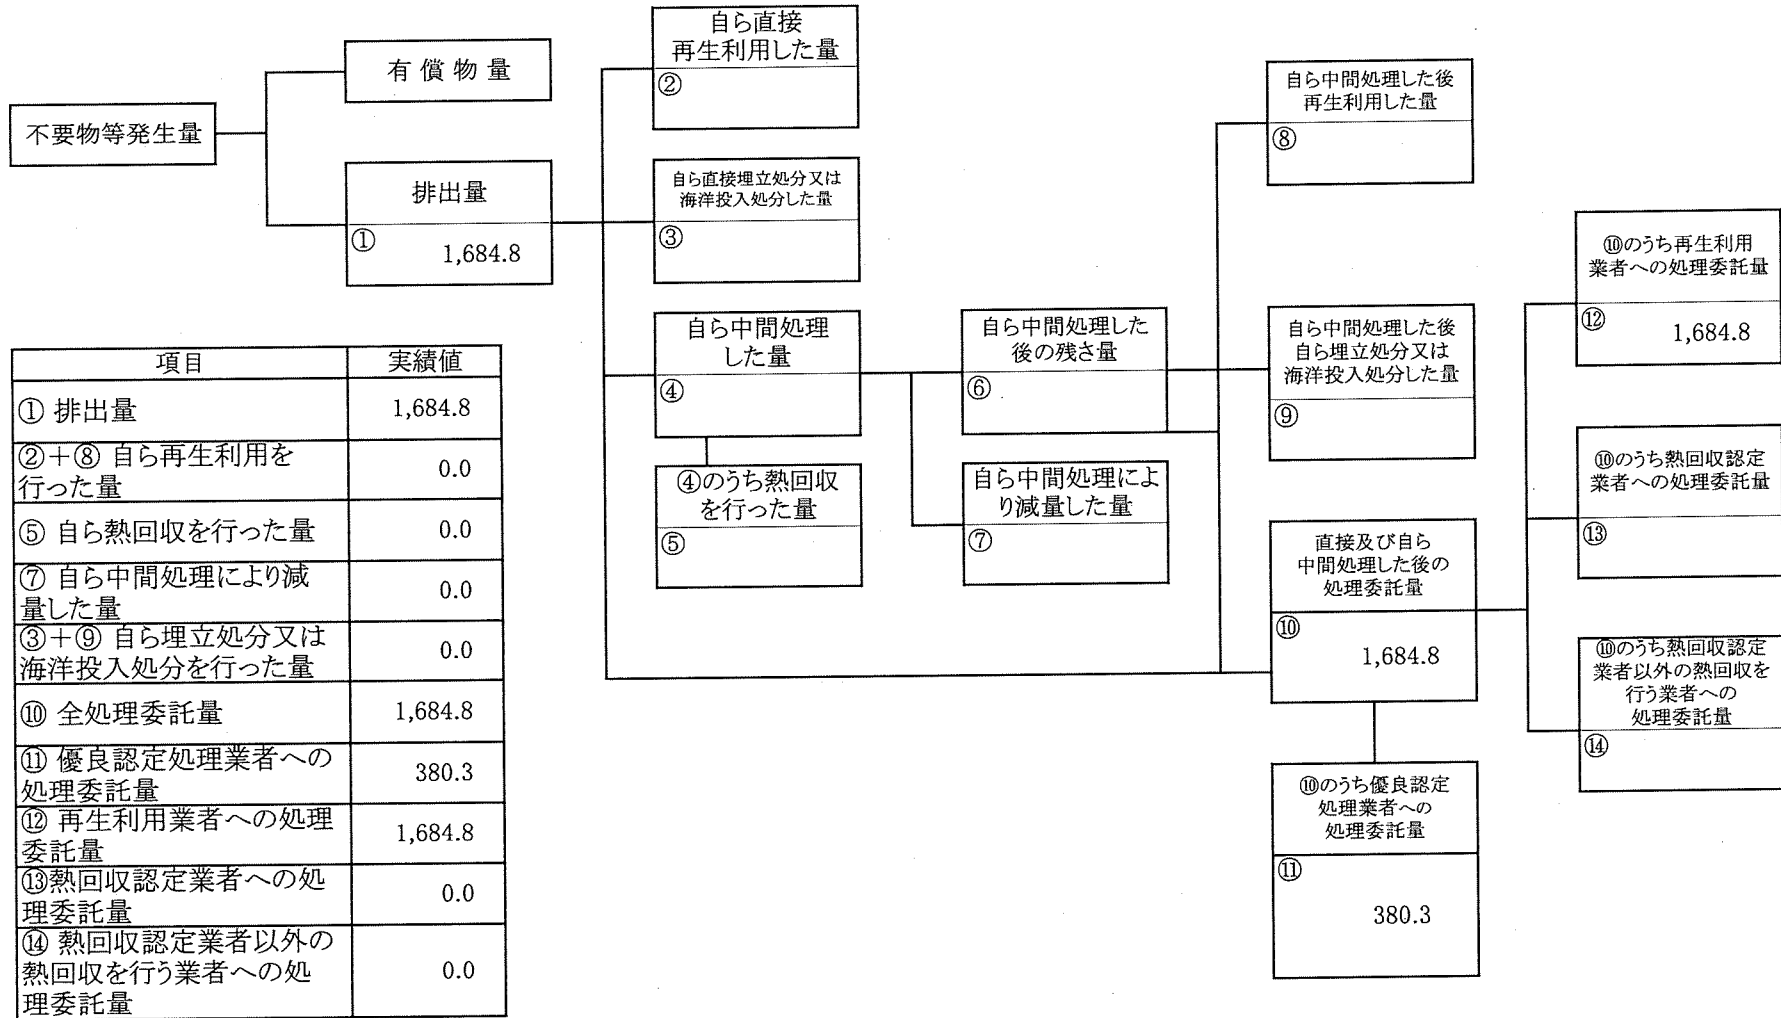 不要物等発生量
有償物量
排出量
①
1,684.8
自ら直接
再生利用した量
②
自ら直接埋立処分又は
海洋投入処分した量
③
自ら中間処理
した量
④
④のうち熱回収
を行った量
⑤
自ら中間処理した
後の残さ量
⑥
自ら中間処理によ
り減量した量
⑦
自ら中間処理した後
再生利用した量
⑧
自ら中間処理した後
自ら埋立処分又は
海洋投入処分した量
⑨
直接及び自ら
中間処理した後の
処理委託量
⑩
1,684.8
⑩のうち優良認定
処理業者への
処理委託量
⑪
380.3
⑩のうち再生利用
業者への処理委託量
⑫
1,684.8
⑩のうち熱回収認定
業者への処理委託量
⑬
⑩のうち熱回収認定
業者以外の熱回収を
行う業者への
処理委託量
⑭
項目 実績値
① 排出量 1,684.8
②＋⑧ 自ら再生利用を
行った量 0.0
⑤ 自ら熱回収を行った量 0.0
⑦ 自ら中間処理により減
量した量 0.0
③＋⑨ 自ら埋立処分又は
海洋投入処分を行った量 0.0
⑩ 全処理委託量 1,684.8
⑪ 優良認定処理業者への
処理委託量 380.3
⑫ 再生利用業者への処理
委託量 1,684.8
⑬熱回収認定業者への処
理委託量 0.0
⑭ 熱回収認定業者以外の
熱回収を行う業者への処
理委託量 0.0